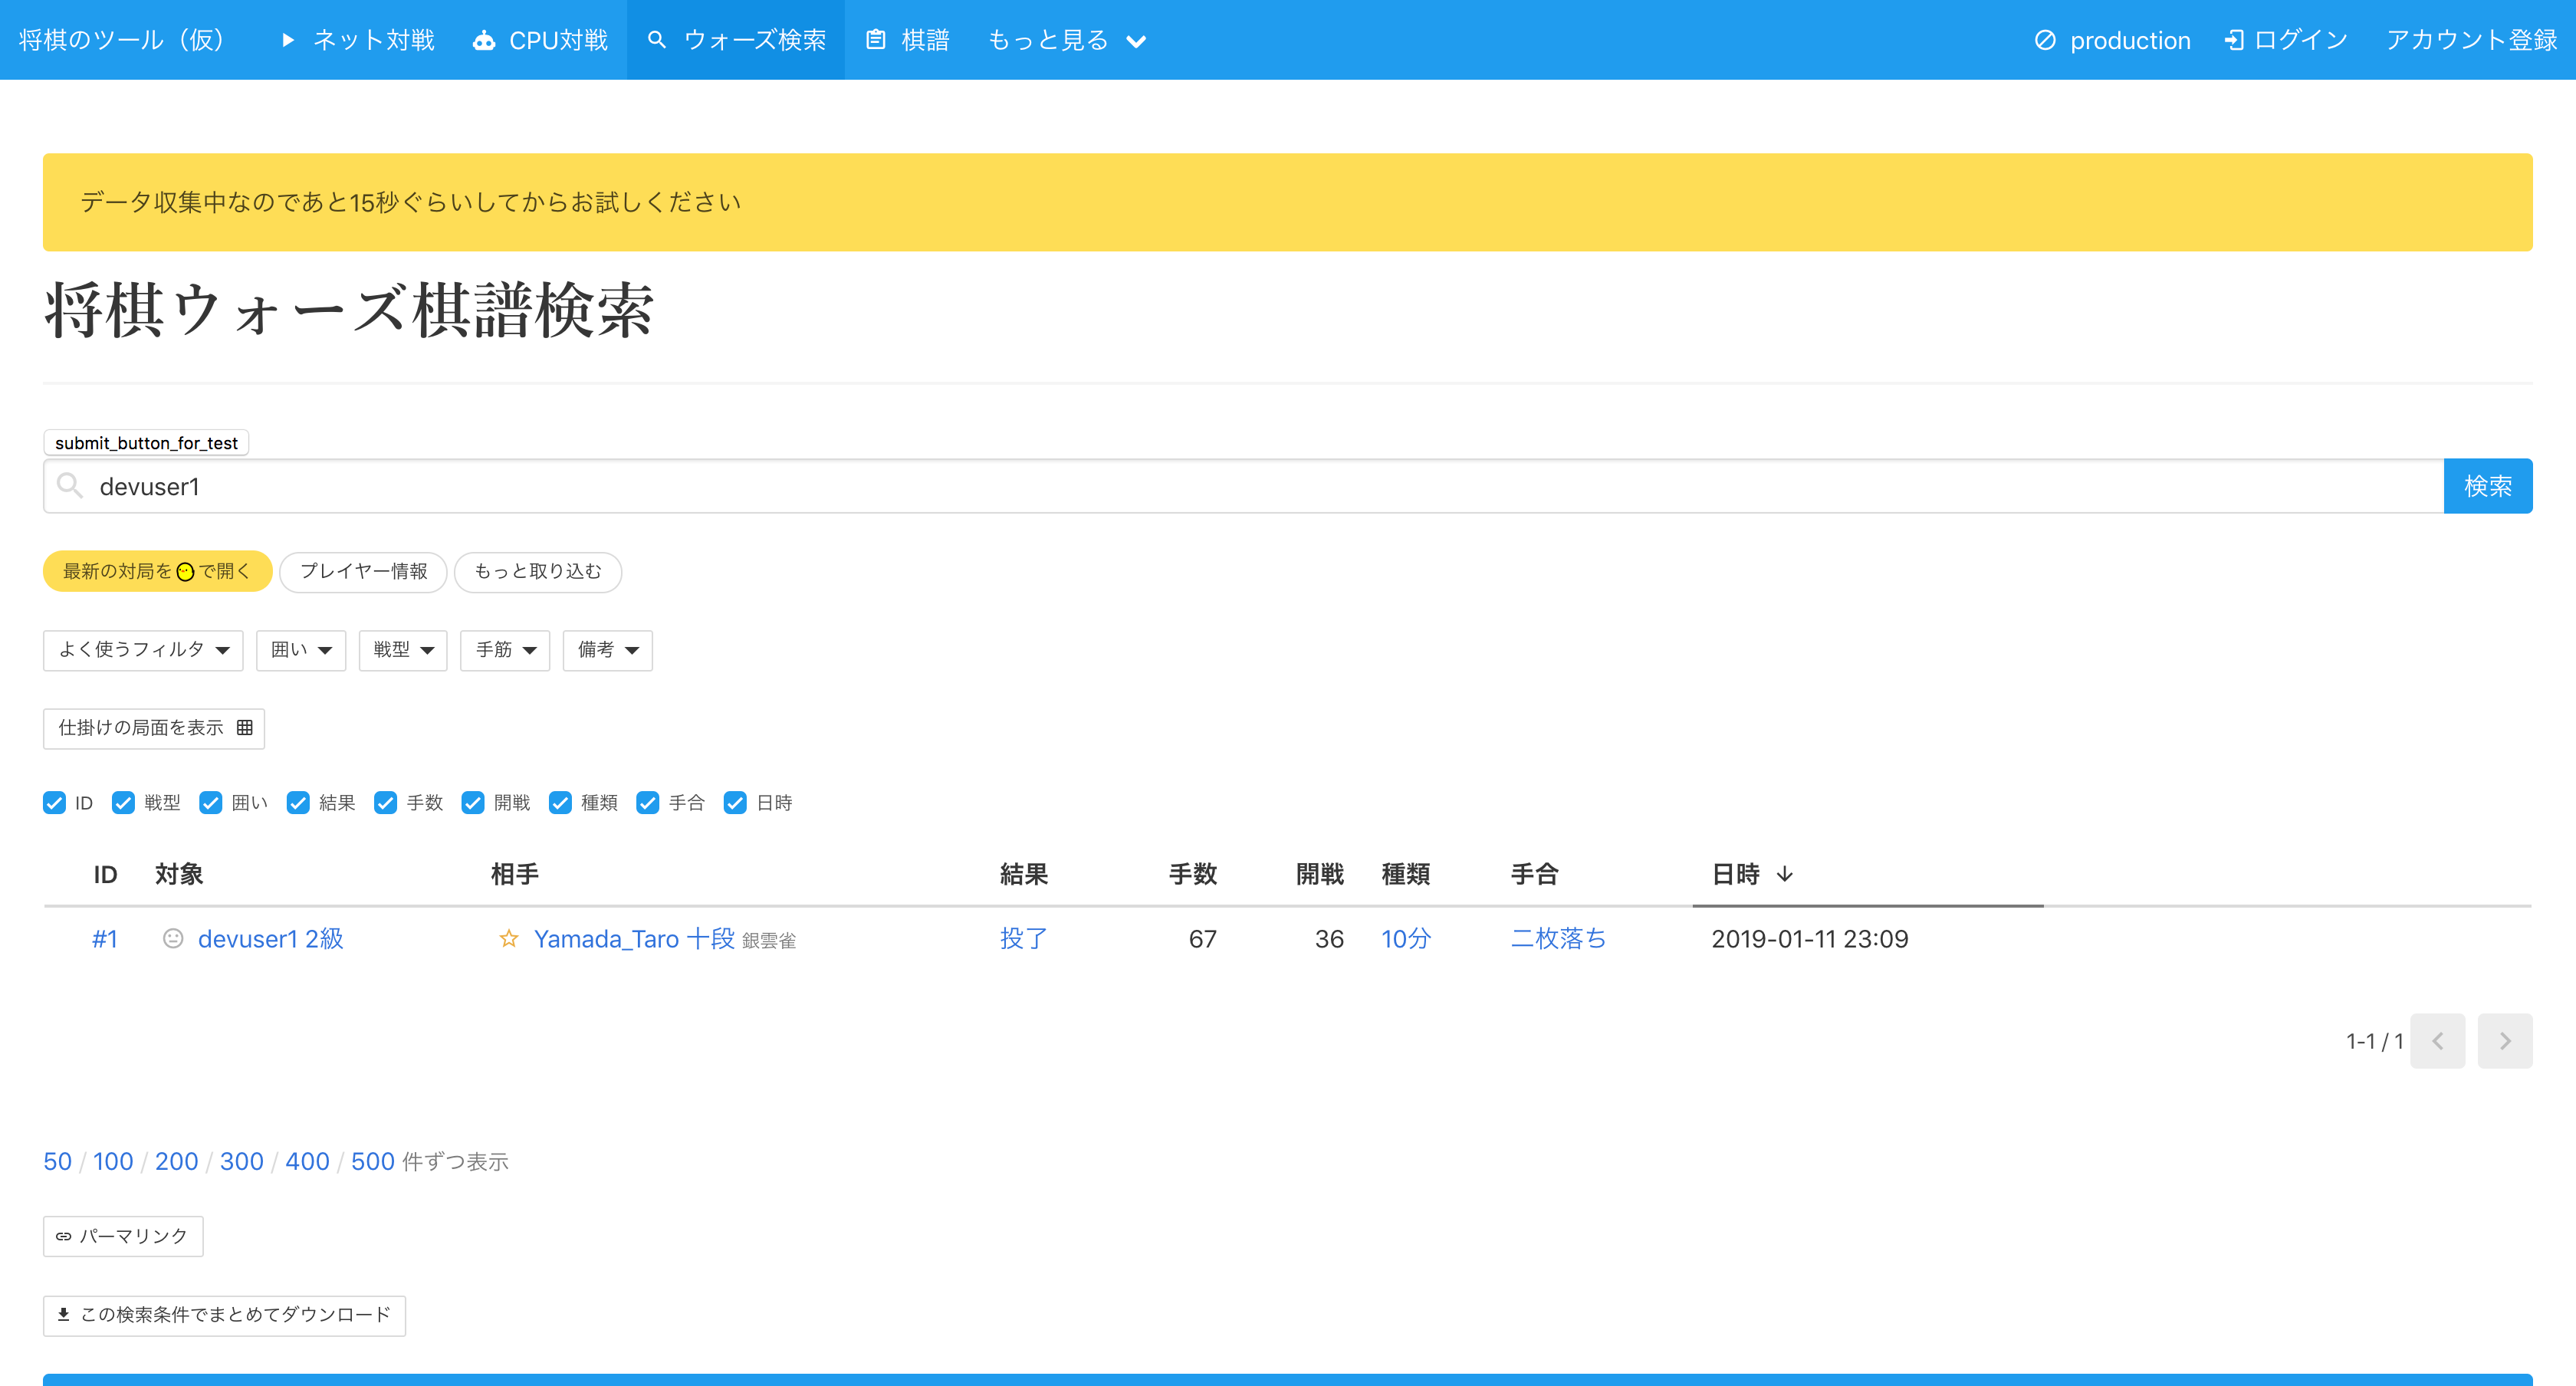 将棋のツール（仮） ネット対戦 CPU対戦 ウォーズ検索 棋譜 もっと見る production ログイン アカウント登録
データ収集中なのであと15秒ぐらいしてからお試しください
将棋ウォーズ棋譜検索
submit_button_for_test
devuser1 検索
最新の対局を で開く プレイヤー情報 もっと取り込む
よく使うフィルタ 囲い 戦型 手筋 備考
仕掛けの局面を表示
ID 戦型 囲い 結果 手数 開戦 種類 手合 日時
ID 対象 相手 結果 手数 開戦 種類 手合 日時
#1 devuser1 2級 Yamada_Taro 十段 銀雲雀 投了 67 36 10分 二枚落ち 2019-01-11 23:09
1-1 / 1
50 / 100 / 200 / 300 / 400 / 500 件ずつ表示
パーマリンク
この検索条件でまとめてダウンロード